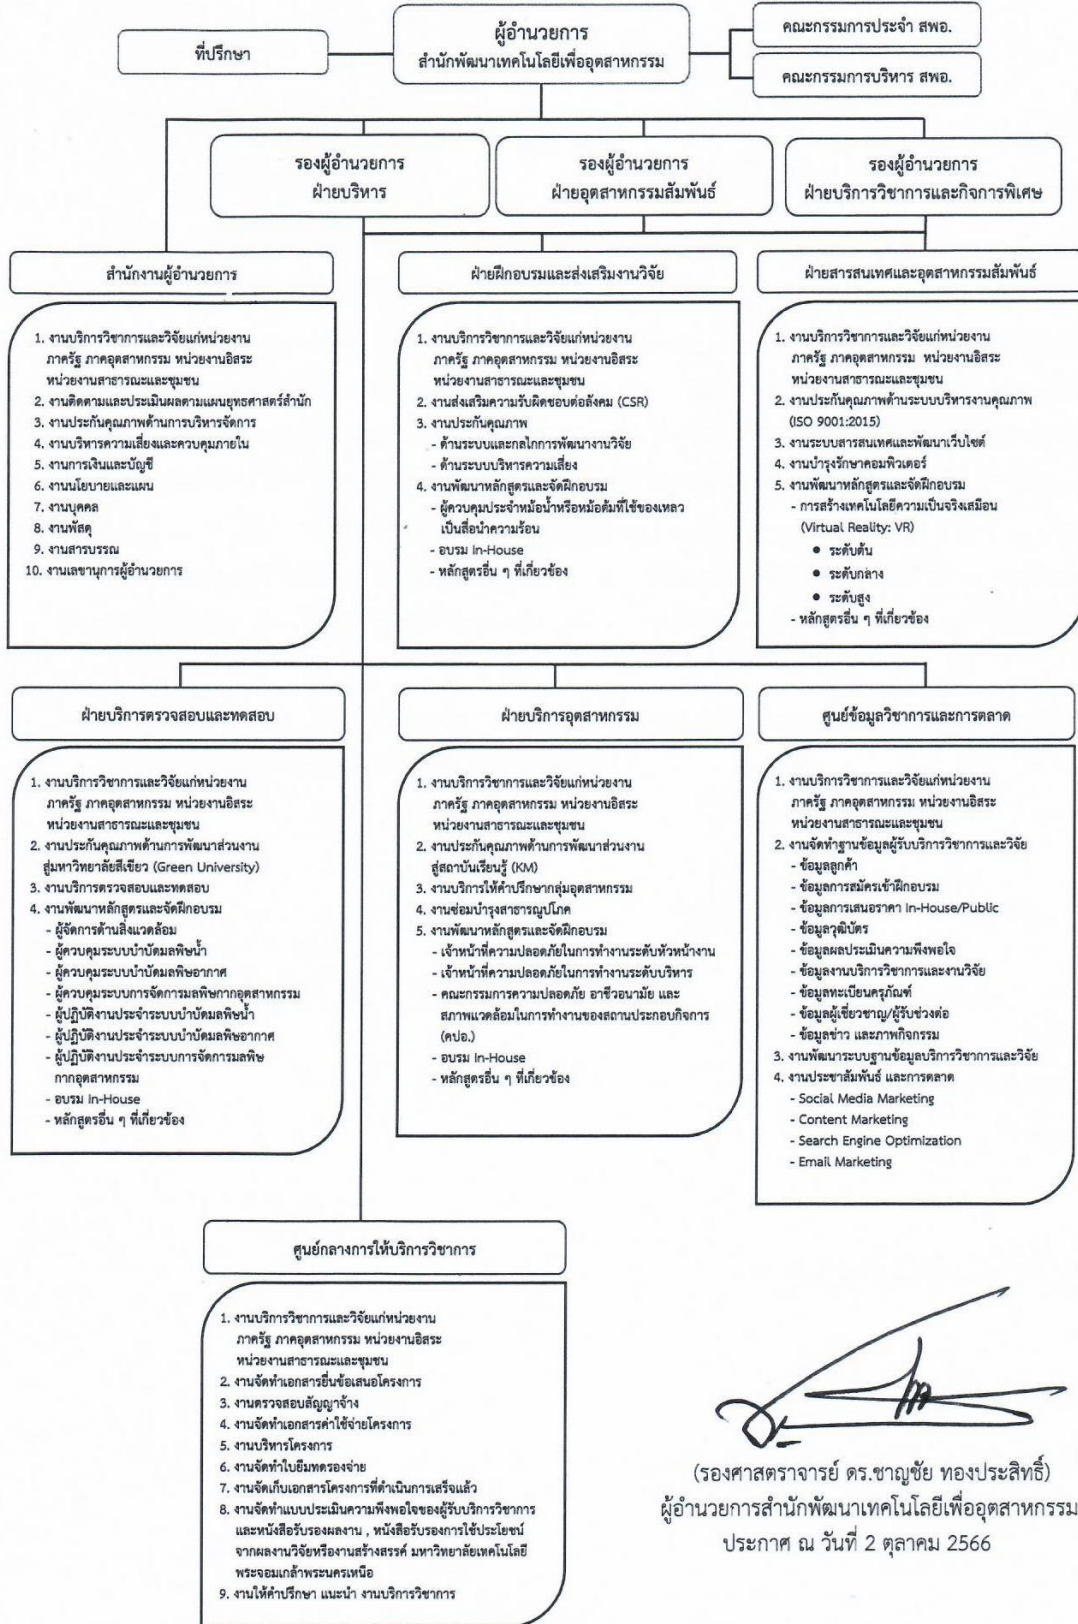 ผู้อำนวยการ
สำนักพัฒนาเทคโนโลยีเพื่ออุตสาหกรรม
ที่ปรึกษา
คณะกรรมการประจำ สพอ.
คณะกรรมการบริหาร สพอ.
รองผู้อำนวยการ
ฝ่ายบริหาร
รองผู้อำนวยการ
ฝ่ายอุตสาหกรรมสัมพันธ์
รองผู้อำนวยการ
ฝ่ายบริการวิชาการและกิจการพิเศษ
สำนักงานผู้อำนวยการ
1. งานบริการวิชาการและวิจัยแก่หน่วยงาน
ภาครัฐ ภาคอุตสาหกรรม หน่วยงานอิสระ
หน่วยงานสาธารณะและชุมชน
2. งานติดตามและประเมินผลตามแผนยุทธศาสตร์สำนัก
3. งานประกันคุณภาพด้านการบริหารจัดการ
4. งานบริหารความเสี่ยงและควบคุมภายใน
5. งานการเงินและบัญชี
6. งานนโยบายและแผน
7. งานบุคคล
8. งานพัสดุ
9. งานสารบรรณ
10. งานเลขานุการผู้อำนวยการ
ฝ่ายฝึกอบรมและส่งเสริมงานวิจัย
1. งานบริการวิชาการและวิจัยแก่หน่วยงาน
ภาครัฐ ภาคอุตสาหกรรม หน่วยงานอิสระ
หน่วยงานสาธารณะและชุมชน
2. งานส่งเสริมความรับผิดชอบต่อสังคม (CSR)
3. งานประกันคุณภาพ
- ด้านระบบและกลไกการพัฒนางานวิจัย
- ด้านระบบบริหารความเสี่ยง
4. งานพัฒนาหลักสูตรและจัดฝึกอบรม
- ผู้ควบคุมประจำหม้อน้ำหรือหม้อต้มที่ใช้ของเหลว
เป็นสื่อนำความร้อน
- อบรม In-House
- หลักสูตรอื่น ๆ ที่เกี่ยวข้อง
ฝ่ายสารสนเทศและอุตสาหกรรมสัมพันธ์
1. งานบริการวิชาการและวิจัยแก่หน่วยงาน
ภาครัฐ ภาคอุตสาหกรรม หน่วยงานอิสระ
หน่วยงานสาธารณะและชุมชน
2. งานประกันคุณภาพด้านระบบบริหารงานคุณภาพ
(ISO 9001:2015)
3. งานระบบสารสนเทศและพัฒนาเว็บไซต์
4. งานบำรุงรักษาคอมพิวเตอร์
5. งานพัฒนาหลักสูตรและจัดฝึกอบรม
- การสร้างเทคโนโลยีความเป็นจริงเสมือน
(Virtual Reality: VR)
• ระดับต้น
• ระดับกลาง
• ระดับสูง
- หลักสูตรอื่น ๆ ที่เกี่ยวข้อง
ฝ่ายบริการตรวจสอบและทดสอบ
1. งานบริการวิชาการและวิจัยแก่หน่วยงาน
ภาครัฐ ภาคอุตสาหกรรม หน่วยงานอิสระ
หน่วยงานสาธารณะและชุมชน
2. งานประกันคุณภาพด้านการพัฒนาส่วนงาน
สู่มหาวิทยาลัยสีเขียว (Green University)
3. งานบริการตรวจสอบและทดสอบ
4. งานพัฒนาหลักสูตรและจัดฝึกอบรม
- ผู้จัดการด้านสิ่งแวดล้อม
- ผู้ควบคุมระบบบำบัดมลพิษน้ำ
- ผู้ควบคุมระบบบำบัดมลพิษอากาศ
- ผู้ควบคุมระบบการจัดการมลพิษกากอุตสาหกรรม
- ผู้ปฏิบัติงานประจำระบบบำบัดมลพิษน้ำ
- ผู้ปฏิบัติงานประจำระบบบำบัดมลพิษอากาศ
- ผู้ปฏิบัติงานประจำระบบการจัดการมลพิษ
กากอุตสาหกรรม
- อบรม In-House
- หลักสูตรอื่น ๆ ที่เกี่ยวข้อง
ฝ่ายบริการอุตสาหกรรม
1. งานบริการวิชาการและวิจัยแก่หน่วยงาน
ภาครัฐ ภาคอุตสาหกรรม หน่วยงานอิสระ
หน่วยงานสาธารณะและชุมชน
2. งานประกันคุณภาพด้านการพัฒนาส่วนงาน
สู่สถาบันเรียนรู้ (KM)
3. งานบริการให้คำปรึกษากลุ่มอุตสาหกรรม
4. งานซ่อมบำรุงสาธารณูปโภค
5. งานพัฒนาหลักสูตรและจัดฝึกอบรม
- เจ้าหน้าที่ความปลอดภัยในการทำงานระดับหัวหน้างาน
- เจ้าหน้าที่ความปลอดภัยในการทำงานระดับบริหาร
- คณะกรรมการความปลอดภัย อาชีวอนามัย และ
สภาพแวดล้อมในการทำงานของสถานประกอบกิจการ
(คปอ.)
- อบรม In-House
- หลักสูตรอื่น ๆ ที่เกี่ยวข้อง
ศูนย์ข้อมูลวิชาการและการตลาด
1. งานบริการวิชาการและวิจัยแก่หน่วยงาน
ภาครัฐ ภาคอุตสาหกรรม หน่วยงานอิสระ
หน่วยงานสาธารณะและชุมชน
2. งานจัดทำฐานข้อมูลผู้รับบริการวิชาการและวิจัย
- ข้อมูลลูกค้า
- ข้อมูลการสมัครเข้าฝึกอบรม
- ข้อมูลการเสนอราคา In-House/Public
- ข้อมูลวุฒิบัตร
- ข้อมูลผลประเมินความพึงพอใจ
- ข้อมูลงานบริการวิชาการและงานวิจัย
- ข้อมูลทะเบียนครุภัณฑ์
- ข้อมูลผู้เชี่ยวชาญ/ผู้รับช่วงต่อ
- ข้อมูลข่าว และภาพกิจกรรม
3. งานพัฒนาระบบฐานข้อมูลบริการวิชาการและวิจัย
4. งานประชาสัมพันธ์ และการตลาด
- Social Media Marketing
- Content Marketing
- Search Engine Optimization
- Email Marketing
ศูนย์กลางการให้บริการวิชาการ
1. งานบริการวิชาการและวิจัยแก่หน่วยงาน
ภาครัฐ ภาคอุตสาหกรรม หน่วยงานอิสระ
หน่วยงานสาธารณะและชุมชน
2. งานจัดทำเอกสารยื่นข้อเสนอโครงการ
3. งานตรวจสอบสัญญาจ้าง
4. งานจัดทำเอกสารค่าใช้จ่ายโครงการ
5. งานบริหารโครงการ
6. งานจัดทำใบยืมทดรองจ่าย
7. งานจัดเก็บเอกสารโครงการที่ดำเนินการเสร็จแล้ว
8. งานจัดทำแบบประเมินความพึงพอใจของผู้รับบริการวิชาการ
และหนังสือรับรองผลงาน , หนังสือรับรองการใช้ประโยชน์
จากผลงานวิจัยหรืองานสร้างสรรค์ มหาวิทยาลัยเทคโนโลยี
พระจอมเกล้าพระนครเหนือ
9. งานให้คำปรึกษา แนะนำ งานบริการวิชาการ
(รองศาสตราจารย์ ดร.ชาญชัย ทองประสิทธิ์)
ผู้อำนวยการสำนักพัฒนาเทคโนโลยีเพื่ออุตสาหกรรม
ประกาศ ณ วันที่ 2 ตุลาคม 2566